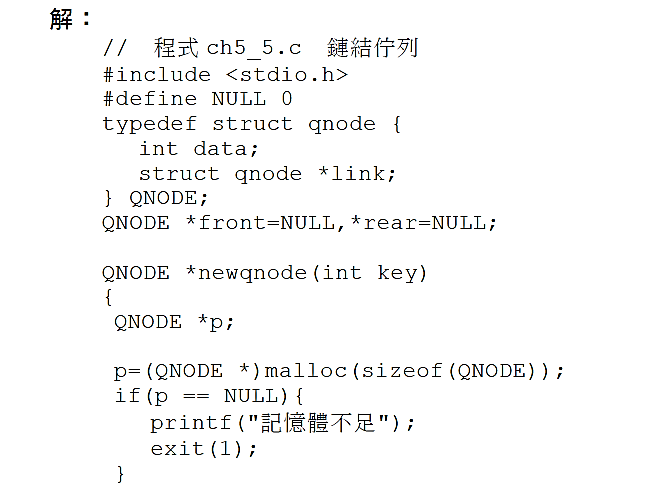 解：
// 程式 ch5_5.c 鏈結佇列
#include <stdio.h>
#define NULL 0
typedef struct qnode {
int data;
struct qnode *link;
} QNODE;
QNODE *front=NULL,*rear=NULL;
QNODE *newqnode(int key)
{
QNODE *p;
p=(QNODE *)malloc(sizeof(QNODE));
if(p == NULL){
printf("記憶體不足");
exit(1);
}